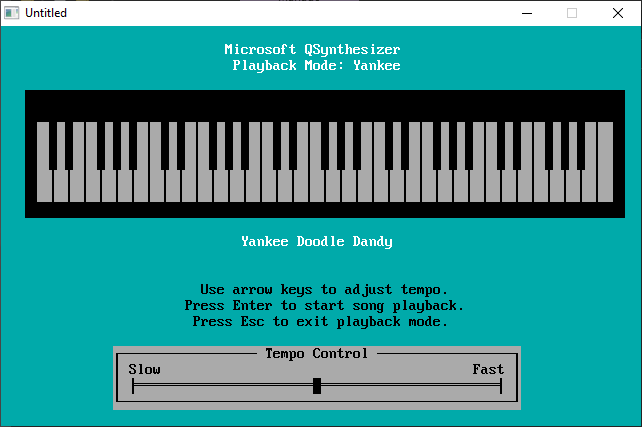 Untitled
Microsoft QSynthesizer
Playback Mode: Yankee
Yankee Doodle Dandy
Use arrow keys to adjust tempo.
Press Enter to start song playback.
Press Esc to exit playback mode.
Tempo Control
Slow Fast